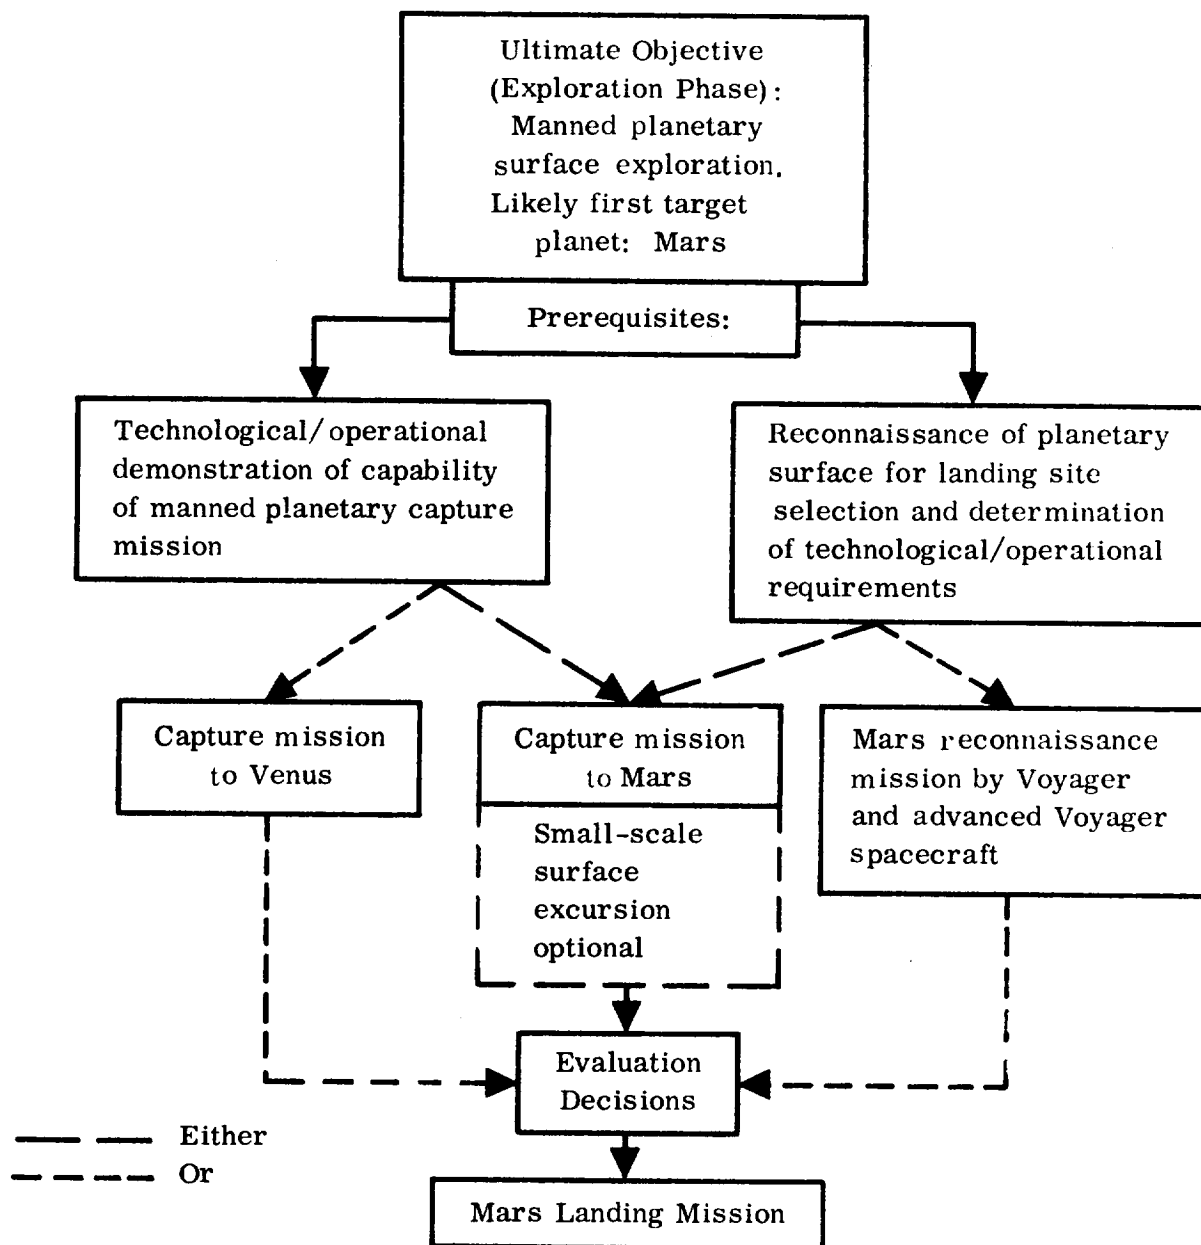 Ultimate Objective
(Exploration Phase):
Manned planetary
surface exploration.
Likely first target
planet: Mars
Prerequisites:
Technological/operational
demonstration of capability
of manned planetary capture
mission
Reconnaissance of planetary
surface for landing site
selection and determination
of technological/operational
requirements
Capture mission
to Venus
Capture mission
to Mars
Small-scale
surface
excursion
optional
Mars reconnaissance
mission by Voyager
and advanced Voyager
spacecraft
Evaluation
Decisions
Either
Or
Mars Landing Mission